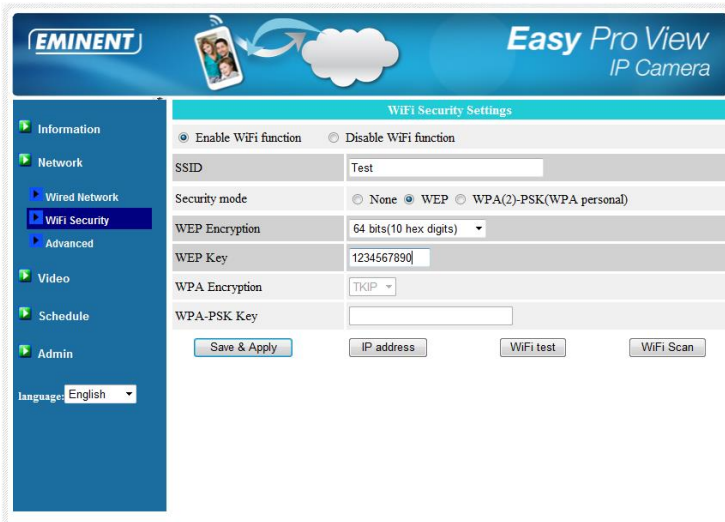 EMINENT
Easy Pro View
IP Camera
WiFi Security Settings
Information
Network
Wired Network
WiFi Security
Advanced
Video
Schedule
Admin
language: English
Enable WiFi function Disable WiFi function
SSID Test
Security mode None WEP WPA(2)-PSK(WPA personal)
WEP Encryption 64 bits(10 hex digits)
WEP Key 1234567890
WPA Encryption TKIP
WPA-PSK Key
Save & Apply IP address WiFi test WiFi Scan